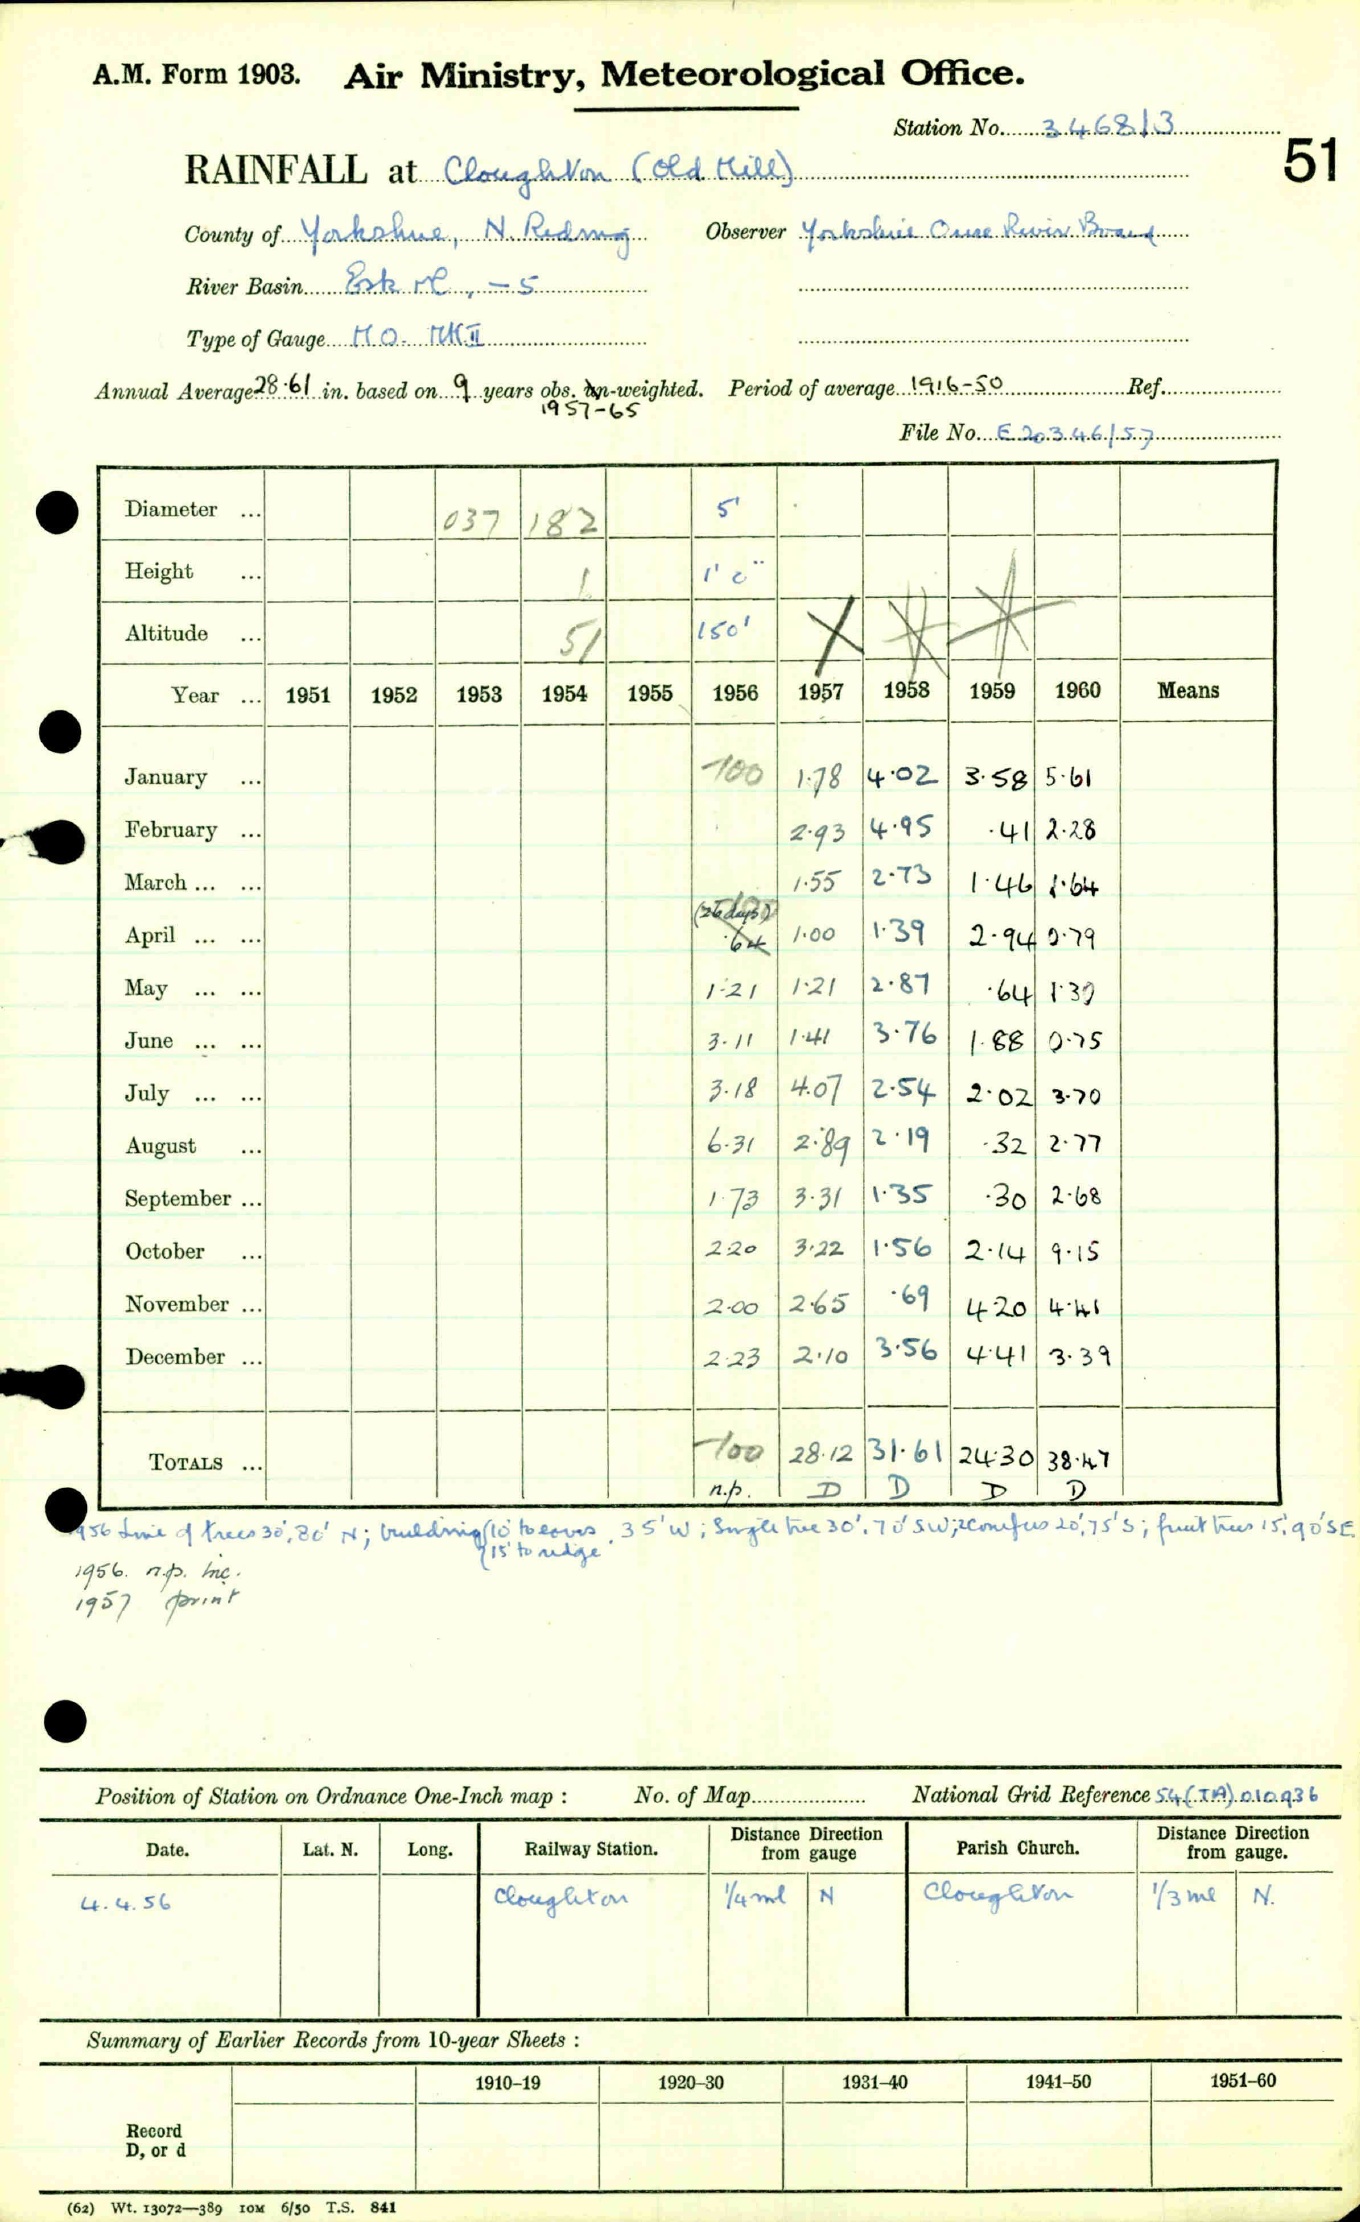 A.M. Form 1903. Air Ministry, Meteorological Office.
Station No. 3468/3
51
RAINFALL at Cloughton (Old Mill)
County of Yorkshire, N. Riding Observer Yorkshire Ouse River Board
River Basin Esk &c, -5
Type of Gauge M O. MK II
Annual Average 28.61 in. based on 9 years obs. un-weighted. Period of average 1916-50 Ref.
1957-65
File No. E 20346/57
Diameter ... 037 182 5"
Height ... 1 1' 0"
Altitude ... 51 150'
Year ... 1951 1952 1953 1954 1955 1956 1957 1958 1959 1960 Means
January ... -100 1.78 4.02 3.58 5.61
February ... 2.93 4.95 .41 2.28
March ... ... 1.55 2.73 1.46 1.64
(26 days)
April ... ... .64 1.00 1.39 2.94 0.79
May ... ... 1.21 1.21 2.87 .64 1.30
June ... ... 3.11 1.41 3.76 1.88 0.75
July ... ... 3.18 4.07 2.54 2.02 3.70
August ... 6.31 2.89 2.19 .32 2.77
September ... 1.73 3.31 1.35 .30 2.68
October ... 2.20 3.22 1.56 2.14 9.15
November ... 2.00 2.65 .69 4.20 4.41
December ... 2.23 2.10 3.56 4.41 3.39
TOTALS ... -100 28.12 31.61 24.30 38.47
n.p. D D D D
1956 Line of trees 30', 80' N; building (10' to eaves, 35' W; Single tree 30', 70' SW; 2 conifers 20', 75' S; fruit trees 15', 90' SE.
(15' to ridge
1956. n.p. Inc.
1957 print
Position of Station on Ordnance One-Inch map : No. of Map National Grid Reference 54 (TA) 010936
Date. Lat. N. Long. Railway Station. Distance from Direction gauge Parish Church. Distance from Direction gauge.
4.4.56 Cloughton 1/4 ml N Cloughton 1/3 ml N.
Summary of Earlier Records from 10-year Sheets :
1910-19 1920-30 1931-40 1941-50 1951-60
Record
D, or d
(62) Wt. 13072—389 10M 6/50 T.S. 841